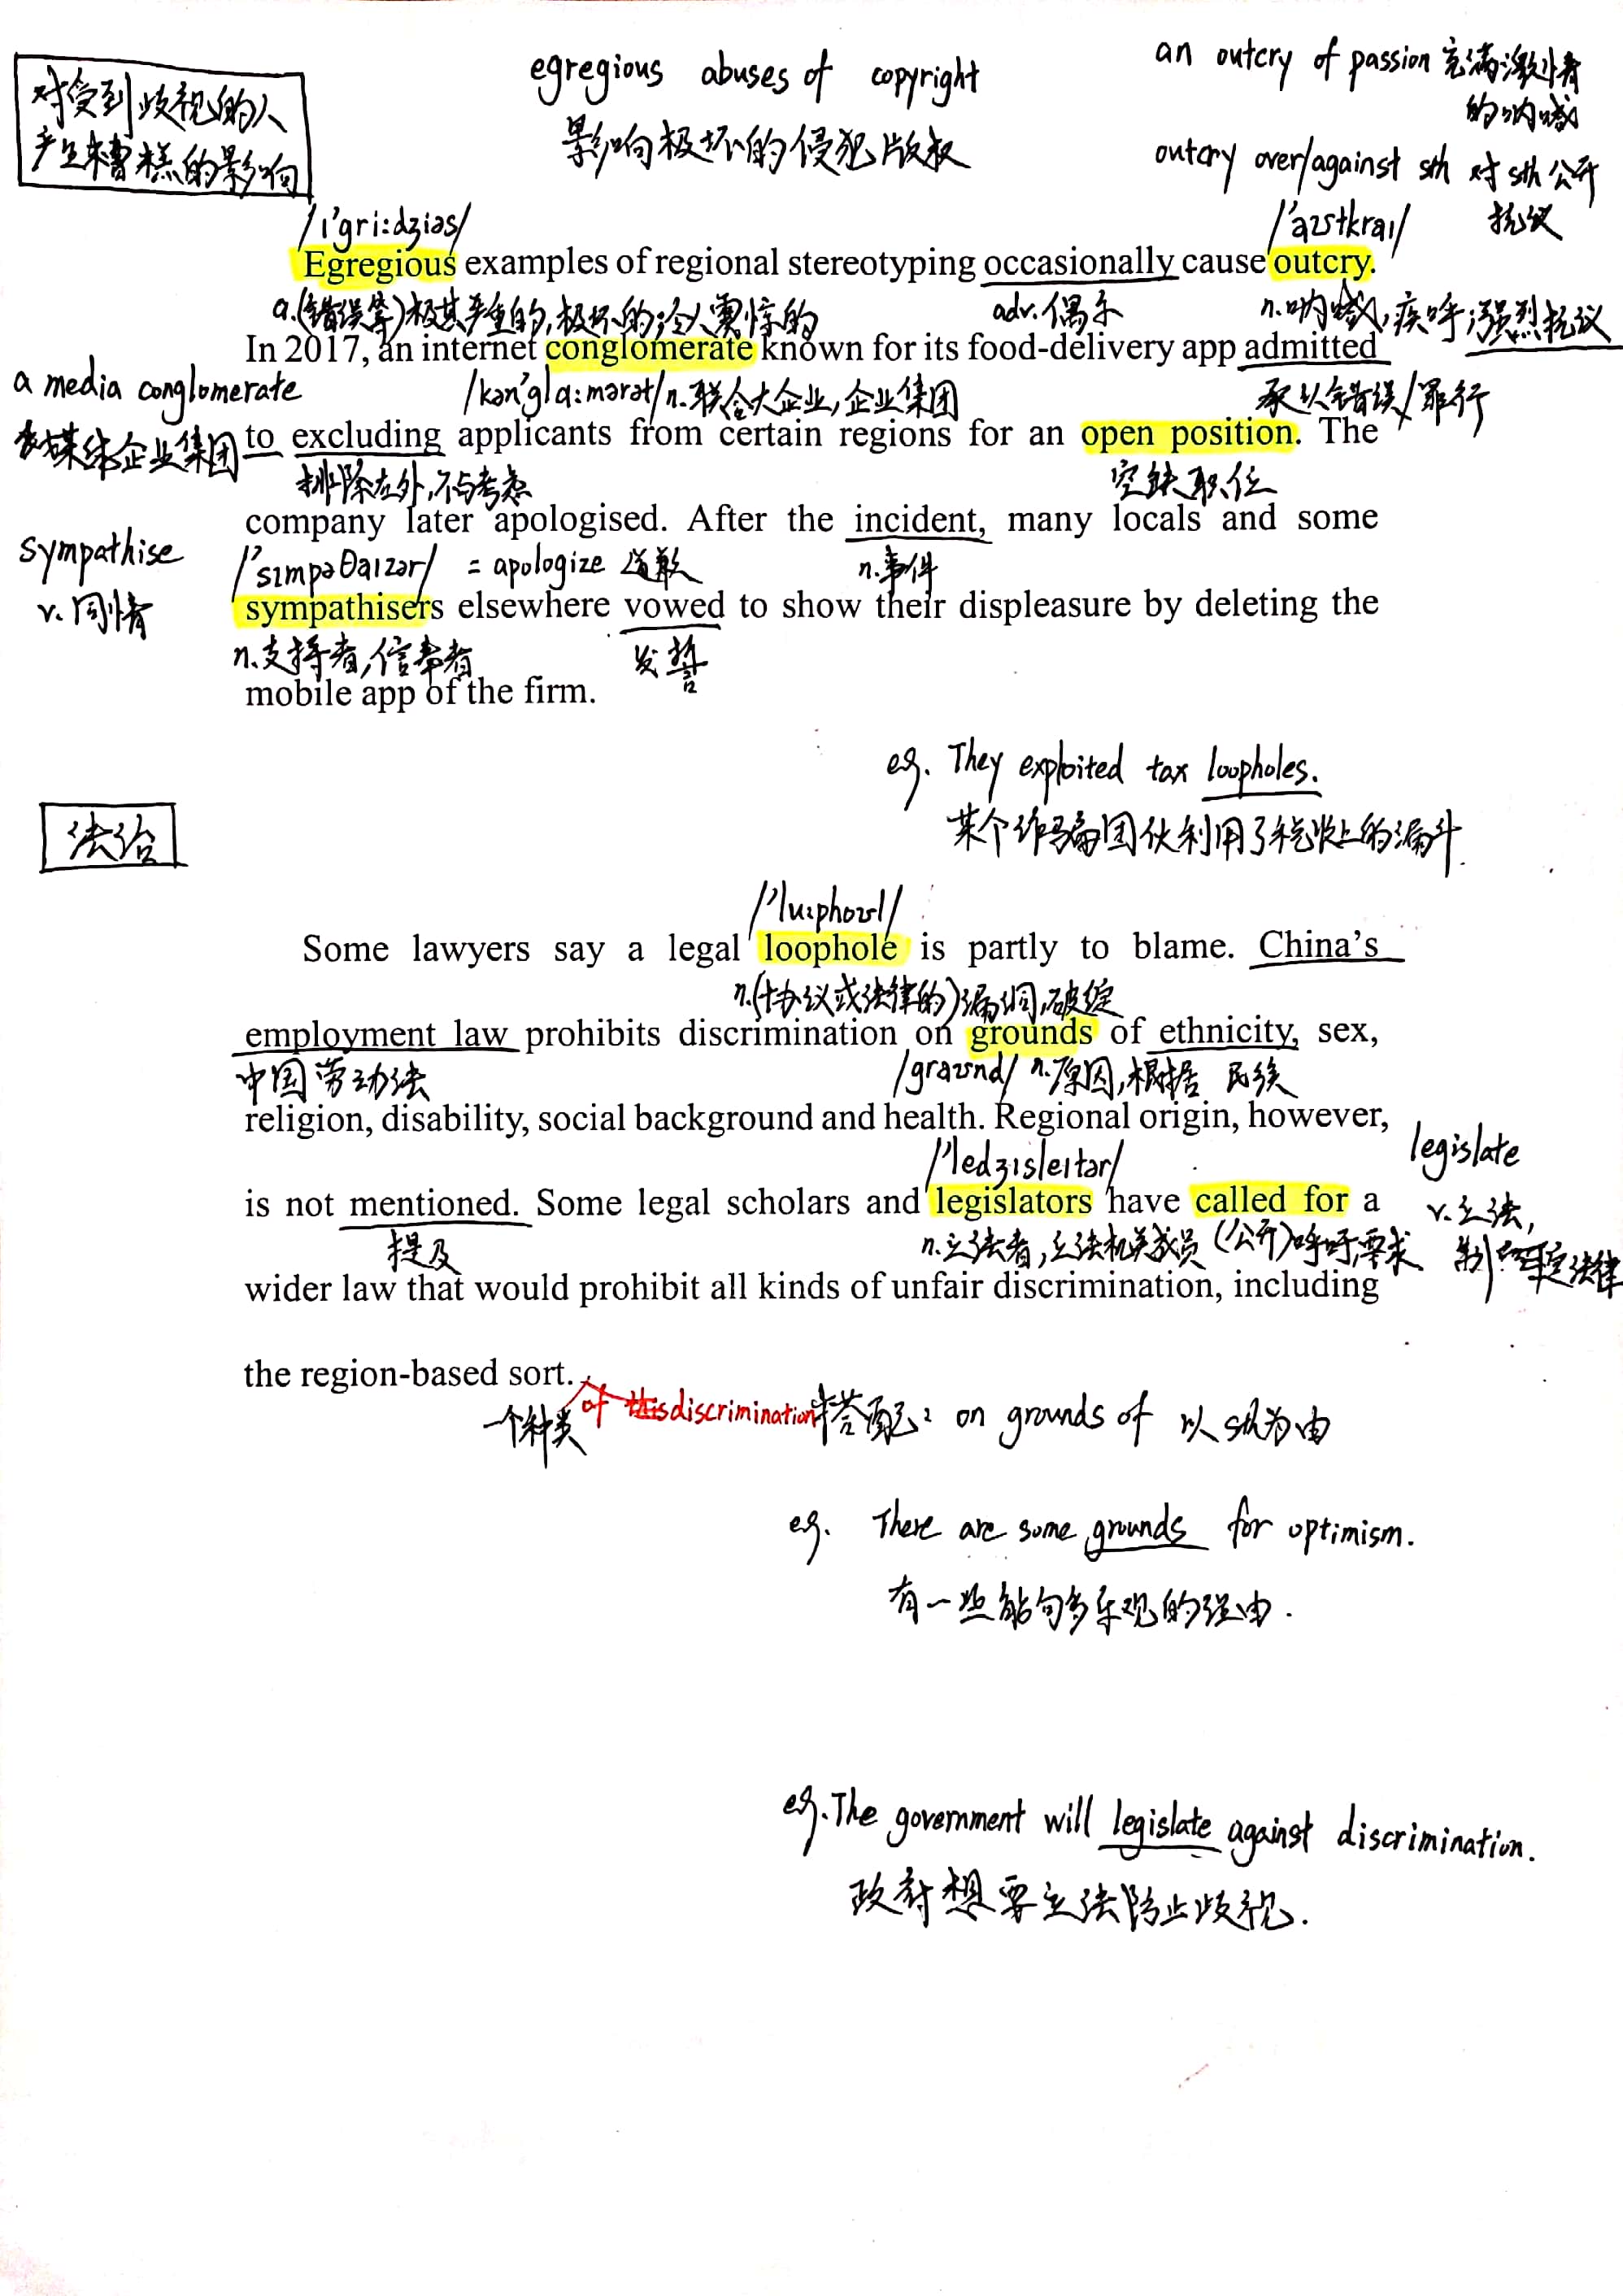 对受到歧视的人
产生糟糕的影响
egregious abuses of copyright
影响极坏的侵犯版权
an outcry of passion 充满激情
的呐喊
outcry over/against sth 对sth公开
抗议
/ɪ'gri:dʒiəs/
/'aʊtkraɪ/
Egregious examples of regional stereotyping occasionally cause outcry.
a.(错误等)极其严重的,极坏的;令人震惊的
adv.偶尔
n.呐喊,疾呼;强烈抗议
In 2017, an internet conglomerate known for its food-delivery app admitted
a media conglomerate
/kən'glɑ:mərət/ n.联合大企业,企业集团
承认错误/罪行
媒体企业集团
to excluding applicants from certain regions for an open position. The
排除在外,不与考虑
空缺职位
company later apologised. After the incident, many locals and some
sympathise
v.同情
/'sɪmpəθaɪzər/ = apologize 道歉
n.事件
sympathisers elsewhere vowed to show their displeasure by deleting the
n.支持者,信奉者
发誓
mobile app of the firm.
eg. They exploited tax loopholes.
某个诈骗团伙利用了税收上的漏斗.
法治
/'lu:phoʊl/
Some lawyers say a legal loophole is partly to blame. China's
n.(协议或法律的)漏洞,破绽
employment law prohibits discrimination on grounds of ethnicity, sex,
中国劳动法
/graʊnd/ n.原因,根据 民族
religion, disability, social background and health. Regional origin, however,
/'ledʒɪsleɪtər/
legislate
v.立法,
制定法律
is not mentioned. Some legal scholars and legislators have called for a
提及
n.立法者,立法机关成员 (公开)呼吁,要求
wider law that would prohibit all kinds of unfair discrimination, including
the region-based sort.
一个种类
of discrimination
搭配: on grounds of 以sth为由
eg. There are some grounds for optimism.
有一些能够乐观的理由.
eg. The government will legislate against discrimination.
政府想要立法防止歧视.